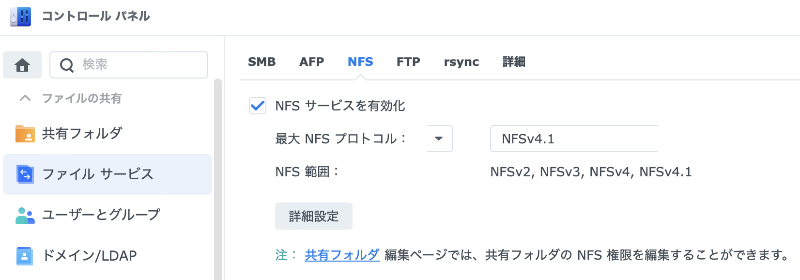 コントロール パネル
検索
ファイルの共有
共有フォルダ
ファイル サービス
ユーザーとグループ
ドメイン/LDAP
SMB AFP NFS FTP rsync 詳細
NFS サービスを有効化
最大 NFS プロトコル： NFSv4.1
NFS 範囲： NFSv2, NFSv3, NFSv4, NFSv4.1
詳細設定
注： 共有フォルダ 編集ページでは、共有フォルダの NFS 権限を編集することができます。